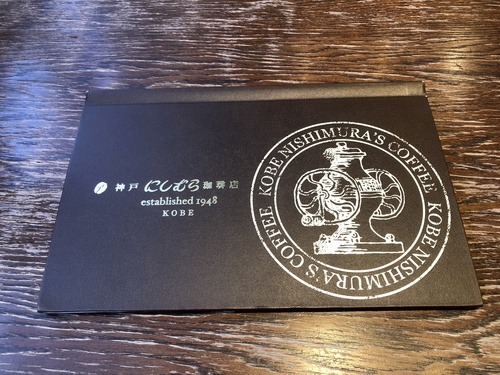 神戸にしむら珈琲店
established 1948
KOBE
KOBE NISHIMURA'S COFFEE KOBE NISHIMURA'S COFFEE